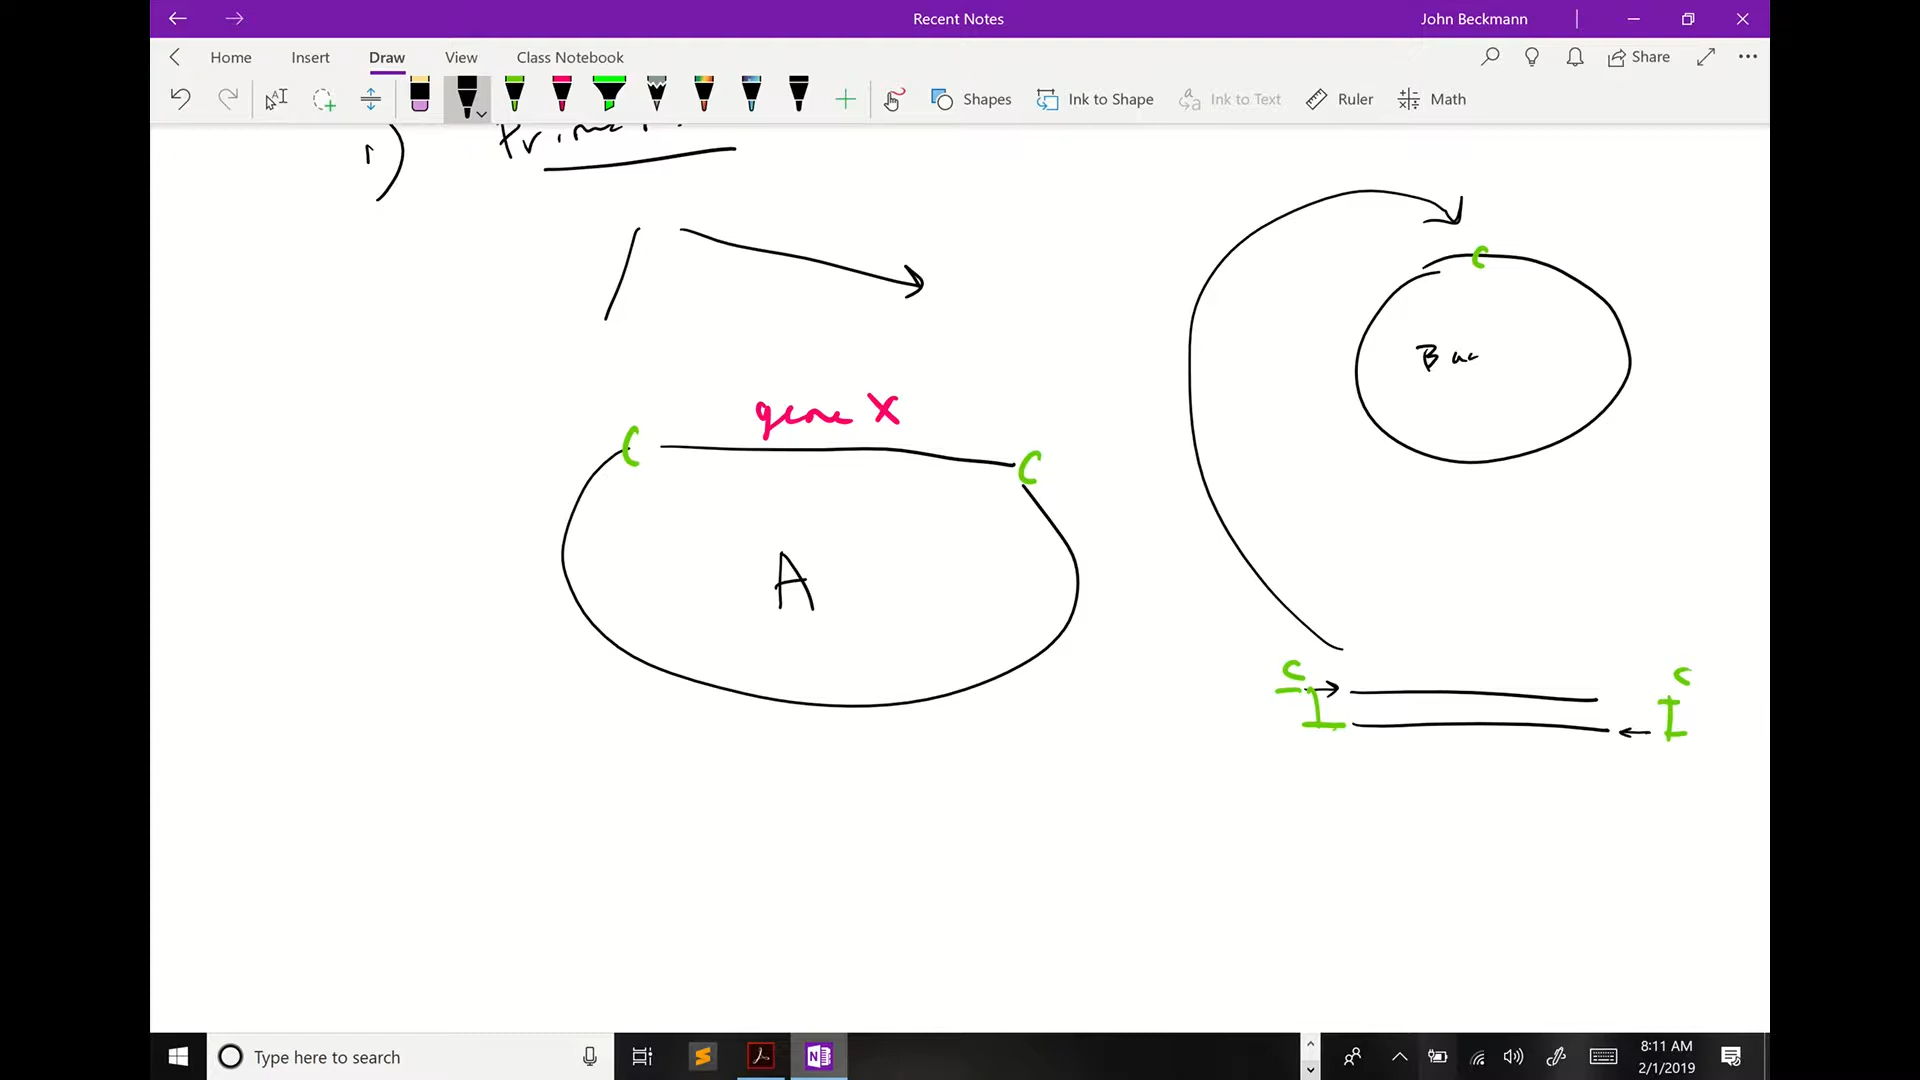 Recent Notes John Beckmann
Home Insert Draw View Class Notebook Share
Shapes Ink to Shape Ink to Text Ruler Math
1)
C
gene X
C C
A
C C
Type here to search
8:11 AM
2/1/2019